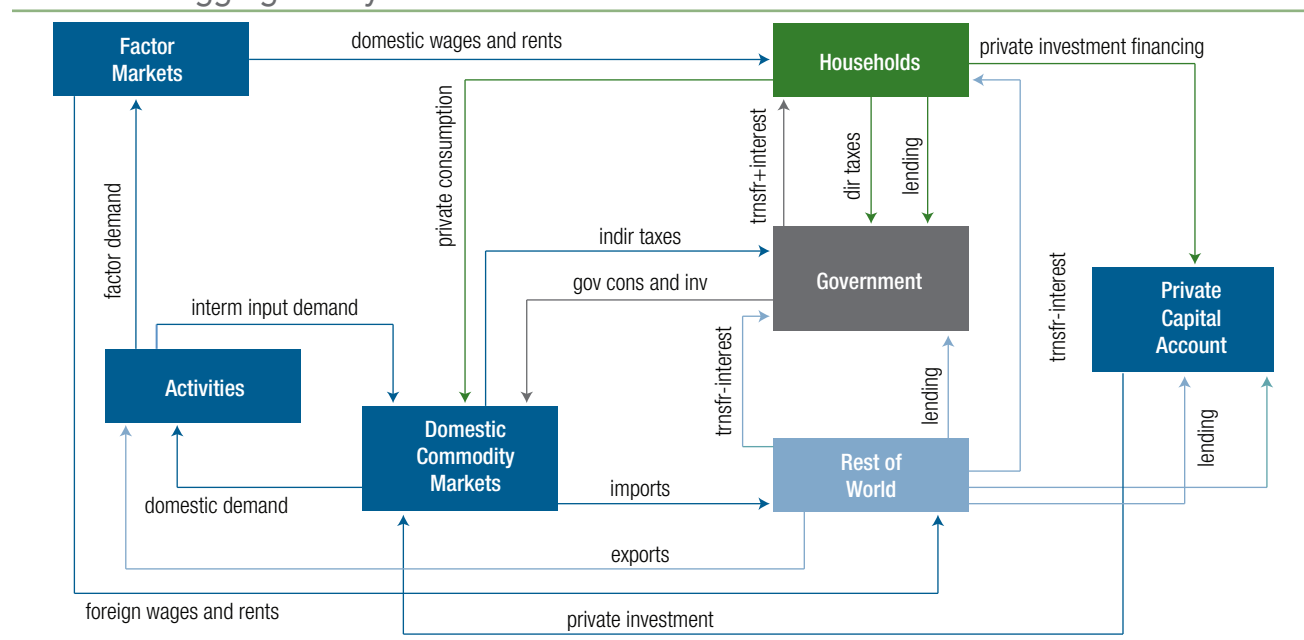 Factor
Markets
domestic wages and rents
Households
private investment financing
private consumption
trnsfr+interest
dir taxes
lending
factor demand
indir taxes
Government
gov cons and inv
trnsfr-interest
Private
Capital
Account
interm input demand
Activities
trnsfr-interest
lending
Domestic
Commodity
Markets
Rest of
World
lending
domestic demand
imports
exports
foreign wages and rents
private investment